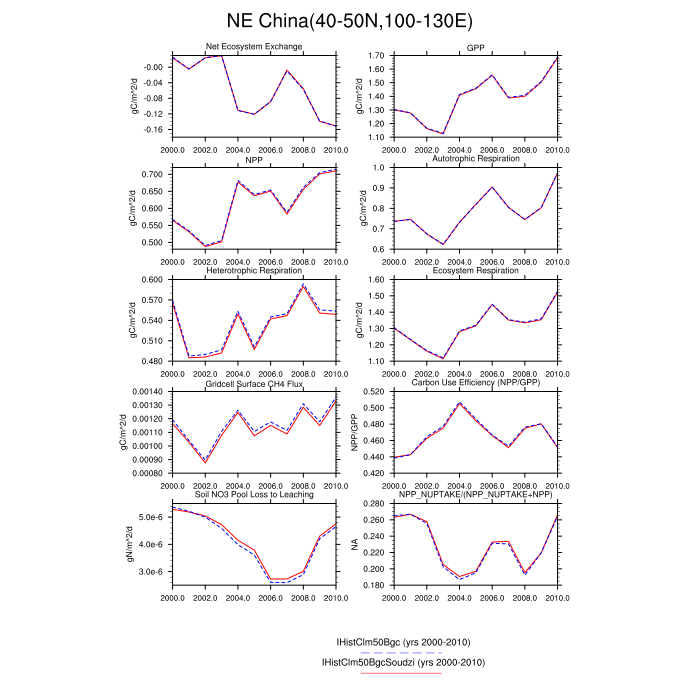 NE China(40-50N,100-130E)
Net Ecosystem Exchange
gC/m^2/d
-0.00
-0.04
-0.08
-0.12
-0.16
2000.0 2002.0 2004.0 2006.0 2008.0 2010.0
GPP
gC/m^2/d
1.70
1.60
1.50
1.40
1.30
1.20
1.10
2000.0 2002.0 2004.0 2006.0 2008.0 2010.0
NPP
gC/m^2/d
0.700
0.650
0.600
0.550
0.500
2000.0 2002.0 2004.0 2006.0 2008.0 2010.0
Autotrophic Respiration
gC/m^2/d
1.0
0.9
0.8
0.7
0.6
2000.0 2002.0 2004.0 2006.0 2008.0 2010.0
Heterotrophic Respiration
gC/m^2/d
0.600
0.570
0.540
0.510
0.480
2000.0 2002.0 2004.0 2006.0 2008.0 2010.0
Ecosystem Respiration
gC/m^2/d
1.60
1.50
1.40
1.30
1.20
1.10
2000.0 2002.0 2004.0 2006.0 2008.0 2010.0
Gridcell Surface CH4 Flux
gC/m^2/d
0.00140
0.00130
0.00120
0.00110
0.00100
0.00090
0.00080
2000.0 2002.0 2004.0 2006.0 2008.0 2010.0
Carbon Use Efficiency (NPP/GPP)
NPP/GPP
0.520
0.500
0.480
0.460
0.440
0.420
2000.0 2002.0 2004.0 2006.0 2008.0 2010.0
Soil NO3 Pool Loss to Leaching
gN/m^2/d
5.0e-6
4.0e-6
3.0e-6
2000.0 2002.0 2004.0 2006.0 2008.0 2010.0
NPP_NUPTAKE/(NPP_NUPTAKE+NPP)
NA
0.280
0.260
0.240
0.220
0.200
0.180
2000.0 2002.0 2004.0 2006.0 2008.0 2010.0
IHistClm50Bgc (yrs 2000-2010)
IHistClm50BgcSoudzi (yrs 2000-2010)